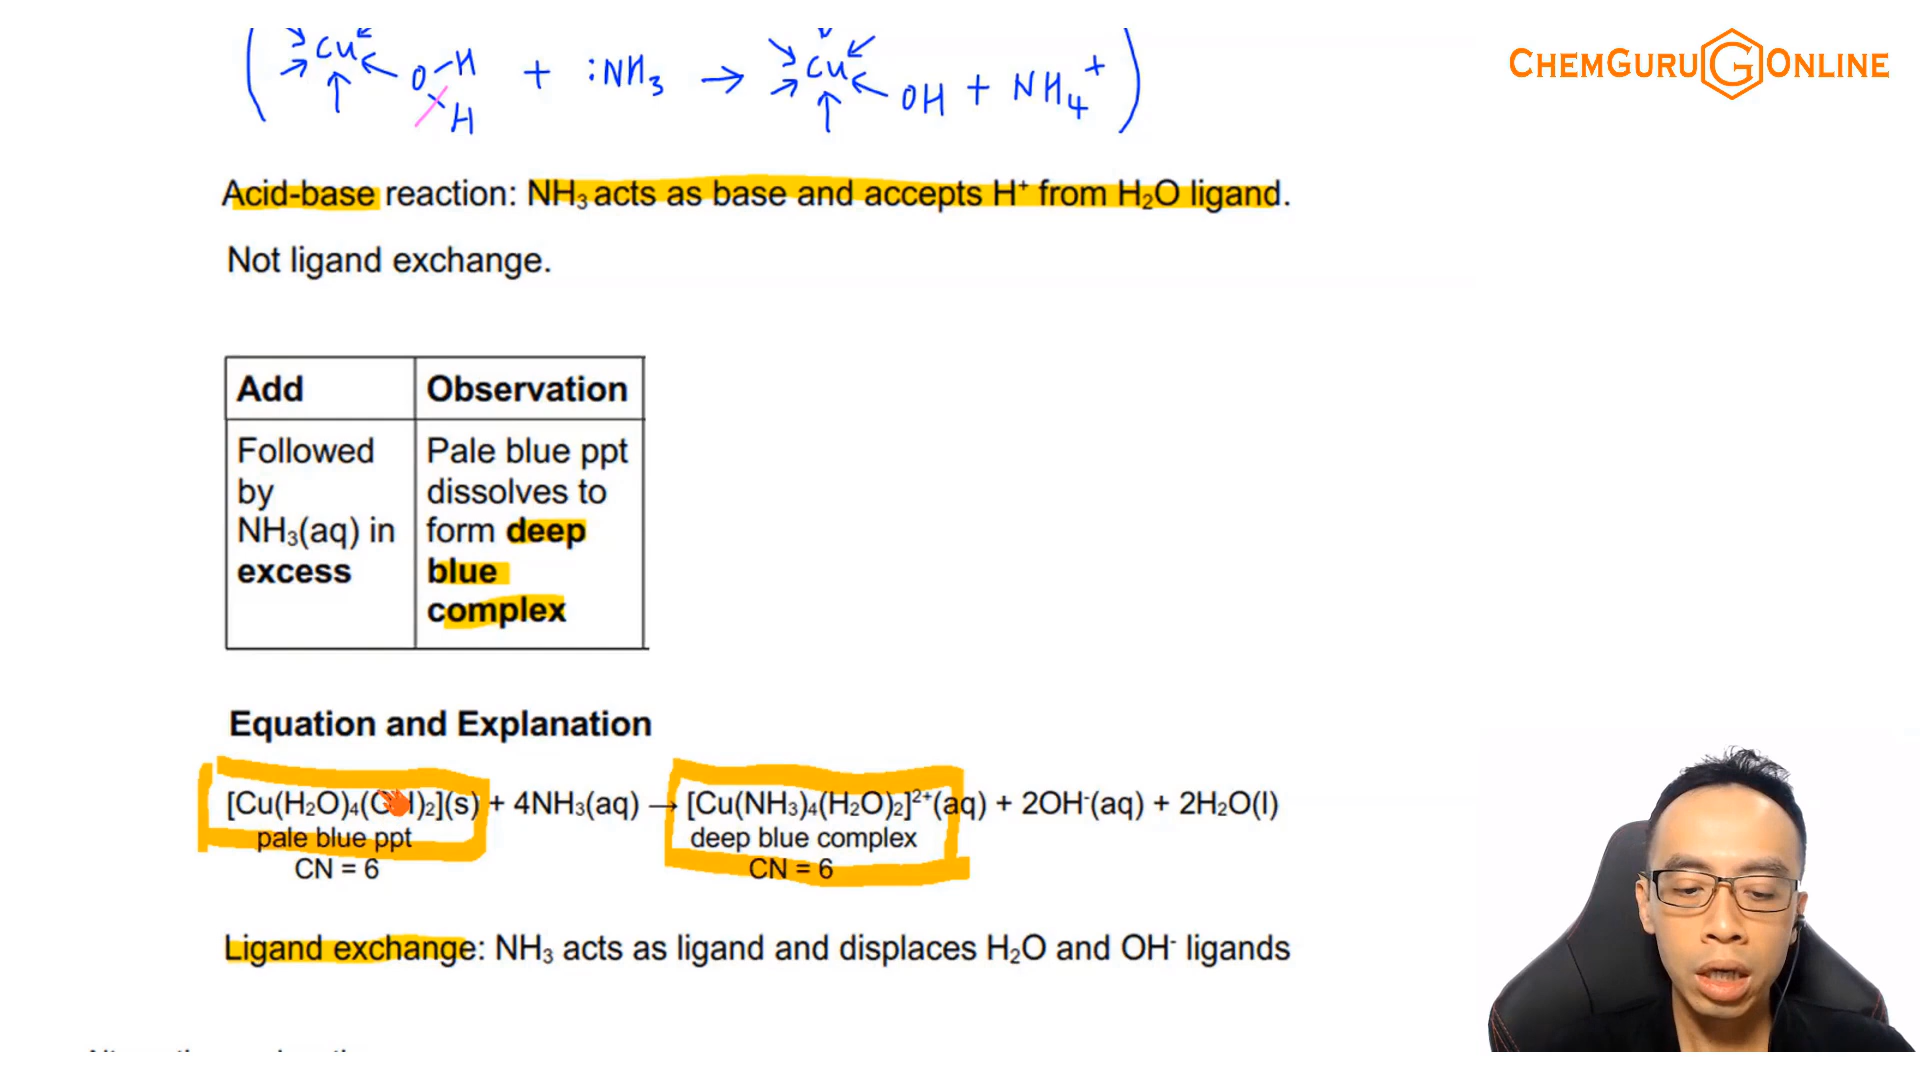 CHEMGURU G ONLINE
Cu O-H + :NH₃ → Cu OH + NH₄⁺
H
Acid-base reaction: NH₃ acts as base and accepts H⁺ from H₂O ligand.
Not ligand exchange.
Add Observation
Followed Pale blue ppt
by dissolves to
NH₃(aq) in form deep
excess blue
complex
Equation and Explanation
[Cu(H₂O)₄(OH)₂](s) + 4NH₃(aq) → [Cu(NH₃)₄(H₂O)₂]²⁺(aq) + 2OH⁻(aq) + 2H₂O(l)
pale blue ppt deep blue complex
CN = 6 CN = 6
Ligand exchange: NH₃ acts as ligand and displaces H₂O and OH⁻ ligands